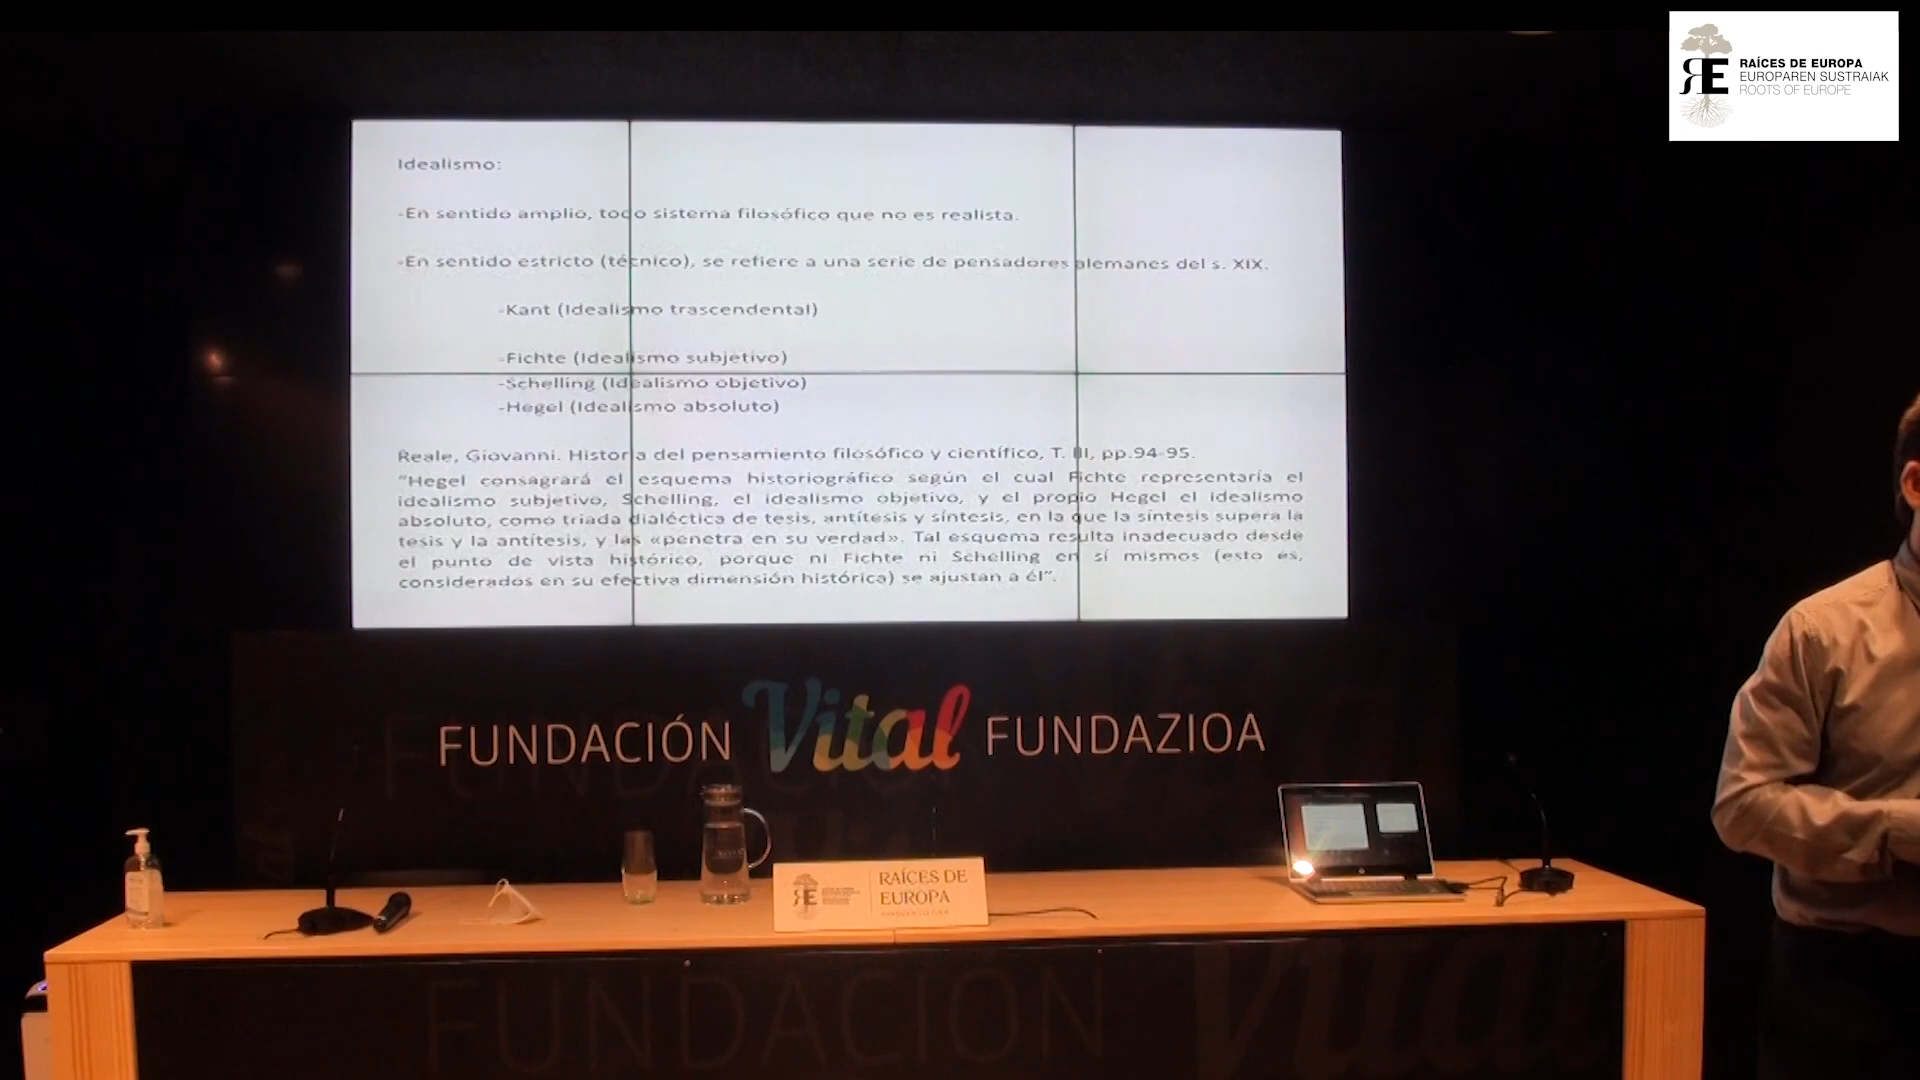 RAÍCES DE EUROPA
EUROPAREN SUSTRAIAK
ROOTS OF EUROPE
Idealismo:
-En sentido amplio, todo sistema filosófico que no es realista.
-En sentido estricto (técnico), se refiere a una serie de pensadores alemanes del s. XIX.
-Kant (Idealismo trascendental)
-Fichte (Idealismo subjetivo)
-Schelling (Idealismo objetivo)
-Hegel (Idealismo absoluto)
Reale, Giovanni. Historia del pensamiento filosófico y científico, T. III, pp.94-95.
"Hegel consagrará el esquema historiográfico según el cual Fichte representaría el
idealismo subjetivo, Schelling, el idealismo objetivo, y el propio Hegel el idealismo
absoluto, como triada dialéctica de tesis, antítesis y síntesis, en la que la síntesis supera la
tesis y la antítesis, y las «penetra en su verdad». Tal esquema resulta inadecuado desde
el punto de vista histórico, porque ni Fichte ni Schelling en sí mismos (esto es,
considerados en su efectiva dimensión histórica) se ajustan a él".
FUNDACIÓN Vital FUNDAZIOA
RE
RAÍCES DE
EUROPA
FUNDACIÓN Vital